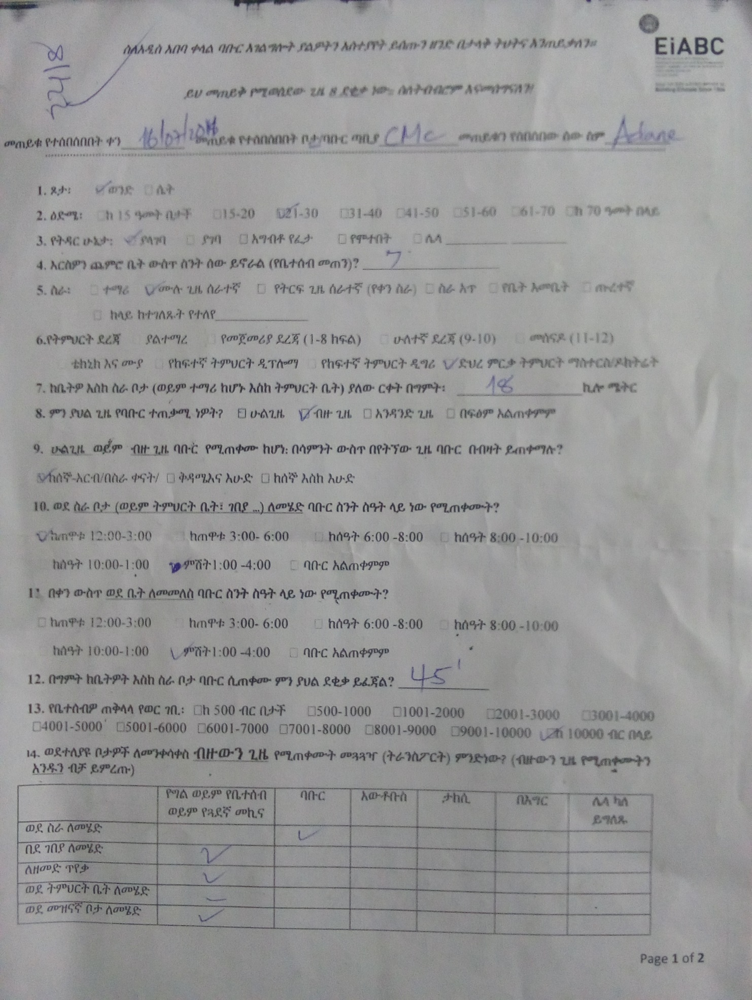 ስለአዲስ አበባ ቀላል ባቡር አገልግሎት ያልዎትን አስተያየት ይሰጡን ዘንድ በታላቅ ትህትና እንጠይቃለን።
EiABC
ይህ መጠይቅ የሚወስደው ጊዜ 8 ደቂቃ ነው። ስለትብብሮም እናመሰግናለን!
መጠይቁ የተሰበሰበበት ቀን 16/07/2011 መጠይቁ የተሰበሰበበት ቦታ/ባቡር ጣቢያ CMC መጠይቁን የሰበሰበው ሰው ስም Adane
1. ጾታ፡ ✓ ወንድ □ ሴት
2. ዕድሜ፡ □ከ 15 ዓመት በታች □15-20 ☑21-30 □31-40 □41-50 □51-60 □61-70 □ከ 70 ዓመት በላይ
3. የትዳር ሁኔታ፡ ✓ ያላገባ □ ያገባ □ አግብቶ የፈታ □ የሞተበት □ ሌላ
4. እርስዎን ጨምሮ ቤት ውስጥ ስንት ሰው ይኖራል (የቤተሰብ መጠን)? 7
5. ስራ፡ □ ተማሪ ✓ ሙሉ ጊዜ ሰራተኛ □ የትርፍ ጊዜ ሰራተኛ (የቀን ስራ) □ ስራ አጥ □ የቤት እመቤት □ ጡረተኛ
□ ከላይ ከተገለጹት የተለየ
6.የትምህርት ደረጃ ያልተማረ □ የመጀመሪያ ደረጃ (1-8 ክፍል) □ ሁለተኛ ደረጃ (9-10) □ መሰናዶ (11-12)
ቴክኒክ እና ሙያ □ የከፍተኛ ትምህርት ዲፕሎማ □ የከፍተኛ ትምህርት ዲግሪ ✓ ድህረ ምርቃ ትምህርት ማስተርስ/ዶክትሬት
7. ከቤትዎ እስከ ስራ ቦታ (ወይም ተማሪ ከሆኑ እስከ ትምህርት ቤት) ያለው ርቀት በግምት፡ 18 ኪሎ ሜትር
8. ምን ያህል ጊዜ የባቡር ተጠቃሚ ነዎት? □ ሁልጊዜ ☑ ብዙ ጊዜ □ አንዳንድ ጊዜ □ በፍፅም አልጠቀምም
9. ሁልጊዜ ወይም ብዙ ጊዜ ባቡር የሚጠቀሙ ከሆነ: በሳምንት ውስጥ በየትኘው ጊዜ ባቡር በብዛት ይጠቀማሉ?
☑ ከሰኞ-አርብ/በስራ ቀናት/ □ ቅዳሜእና እሁድ □ ከሰኞ እስከ እሁድ
10. ወደ ስራ ቦታ (ወይም ትምህርት ቤት፣ ገበያ ...) ለመሄድ ባቡር ስንት ስዓት ላይ ነው የሚጠቀሙት?
☑ ከጠዋቱ 12:00-3:00 ከጠዋቱ 3:00- 6:00 □ ከሰዓት 6:00 -8:00 □ ከሰዓት 8:00 -10:00
ከሰዓት 10:00-1:00 ምሽት1:00 -4:00 □ ባቡር አልጠቀምም
11. በቀን ውስጥ ወደ ቤት ለመመለስ ባቡር ስንት ስዓት ላይ ነው የሚጠቀሙት?
□ ከጠዋቱ 12:00-3:00 ከጠዋቱ 3:00- 6:00 □ ከሰዓት 6:00 -8:00 □ ከሰዓት 8:00 -10:00
ከሰዓት 10:00-1:00 ✓ ምሽት1:00 -4:00 □ ባቡር አልጠቀምም
12. በግምት ከቤትዎት እስከ ስራ ቦታ ባቡር ሲጠቀሙ ምን ያህል ደቂቃ ይፈጃል? 45'
13. የቤተሰብዎ ጠቅላላ የወር ገቢ፡ □ከ 500 ብር በታች □500-1000 □1001-2000 □2001-3000 □3001-4000
□4001-5000 □5001-6000 □6001-7000 □7001-8000 □8001-9000 □9001-10000 ☑ከ 10000 ብር በላይ
14. ወደተለያዩ ቦታዎች ለመንቀሳቀስ ብዙውን ጊዜ የሚጠቀሙት መጓጓዣ (ትራንስፖርት) ምንድነው? (ብዙውን ጊዜ የሚጠቀሙትን
አንዱን ብቻ ይምረጡ)
የግል ወይም የቤተሰብ ወይም የጓደኛ መኪና ባቡር አውቶቡስ ታክሲ በእግር ሌላ ካለ ይግለጹ
ወደ ስራ ለመሄድ ✓
በደ ገበያ ለመሄድ ✓
ለዘመድ ጥየቃ ✓
ወደ ትምህርት ቤት ለመሄድ –
ወደ መዝናኛ ቦታ ለመሄድ ✓
Page 1 of 2